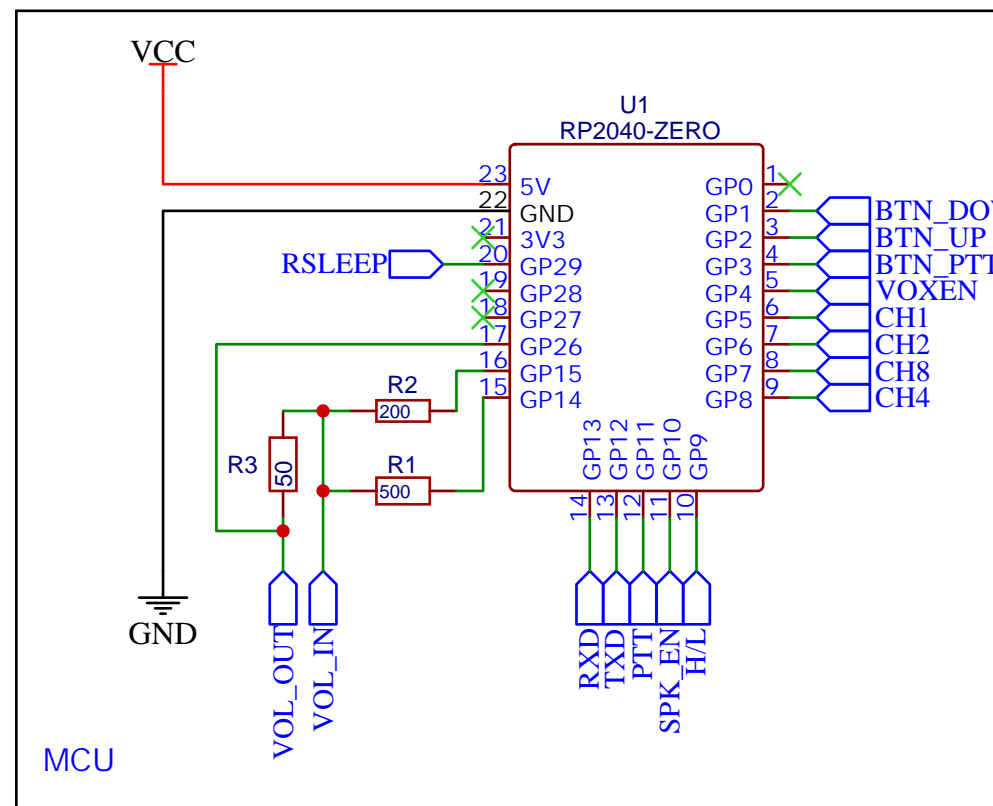 VCC
U1
RP2040-ZERO
23 5V
22 GND
21 3V3
20 GP29
19 GP28
18 GP27
17 GP26
16 GP15
15 GP14
RSLEEP
GP0 1
GP1 2
GP2 3
GP3 4
GP4 5
GP5 6
GP6 7
GP7 8
GP8 9
BTN_UP
VOXEN
CH1
CH2
CH8
CH4
R2
200
R3
50
R1
500
GP13
GP12
GP11
GP10
GP9
14
13
12
11
10
GND
VOL_OUT
VOL_IN
RXD
TXD
PTT
SPK_EN
H/L
MCU